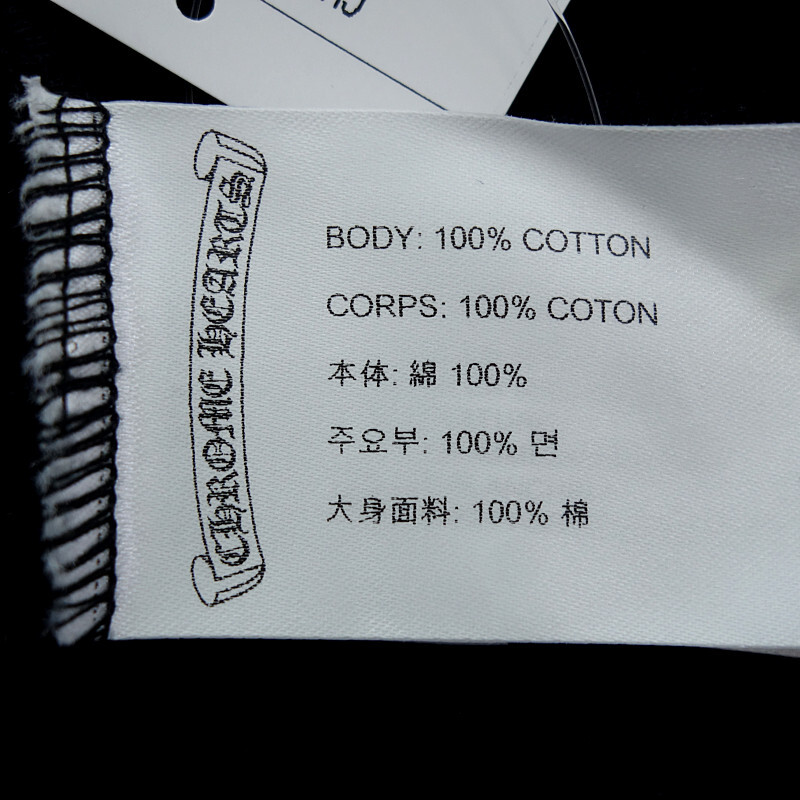 CHROME HEARTS
BODY: 100% COTTON
CORPS: 100% COTON
本体: 綿 100%
주요부: 100% 면
大身面料: 100% 棉